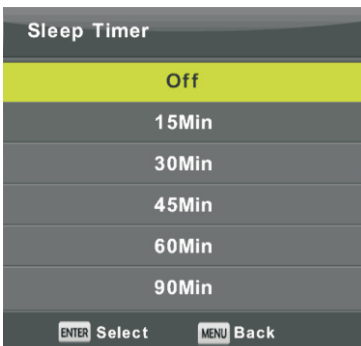 Sleep Timer
Off
15Min
30Min
45Min
60Min
90Min
ENTER Select MENU Back